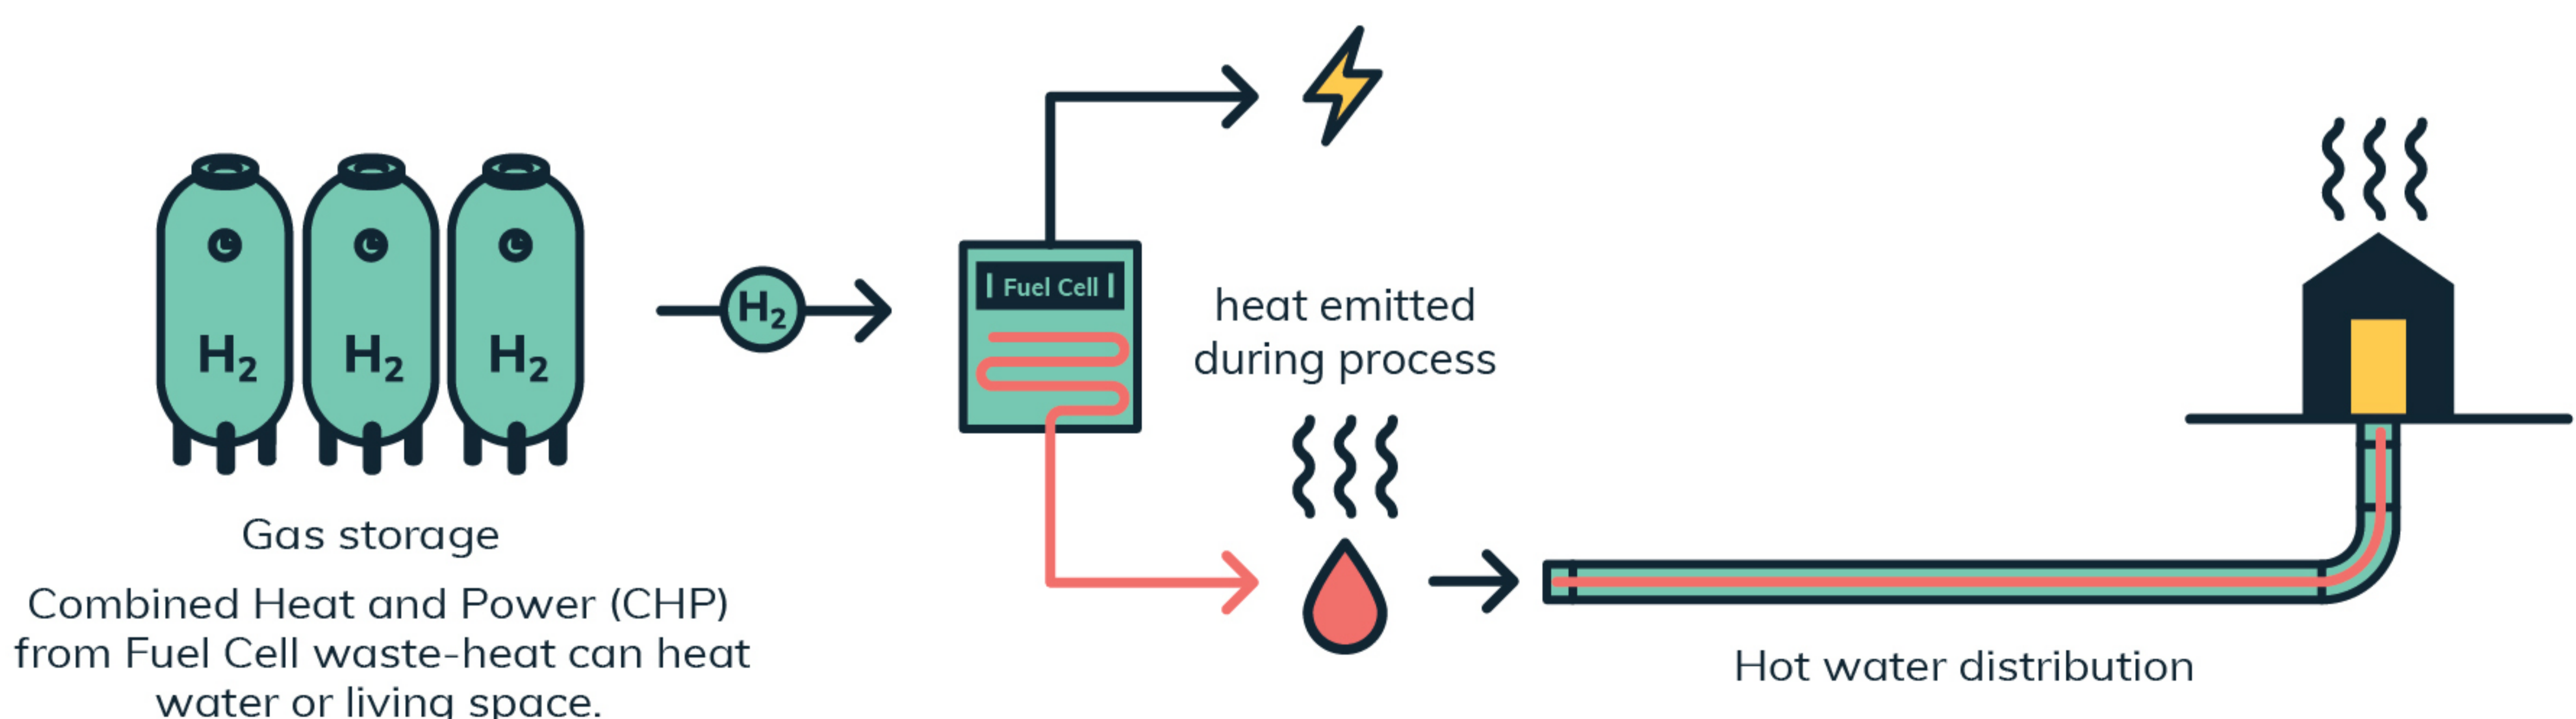 H₂
H₂
H₂
Gas storage
Combined Heat and Power (CHP)
from Fuel Cell waste-heat can heat
water or living space.
H₂
Fuel Cell
heat emitted
during process
Hot water distribution